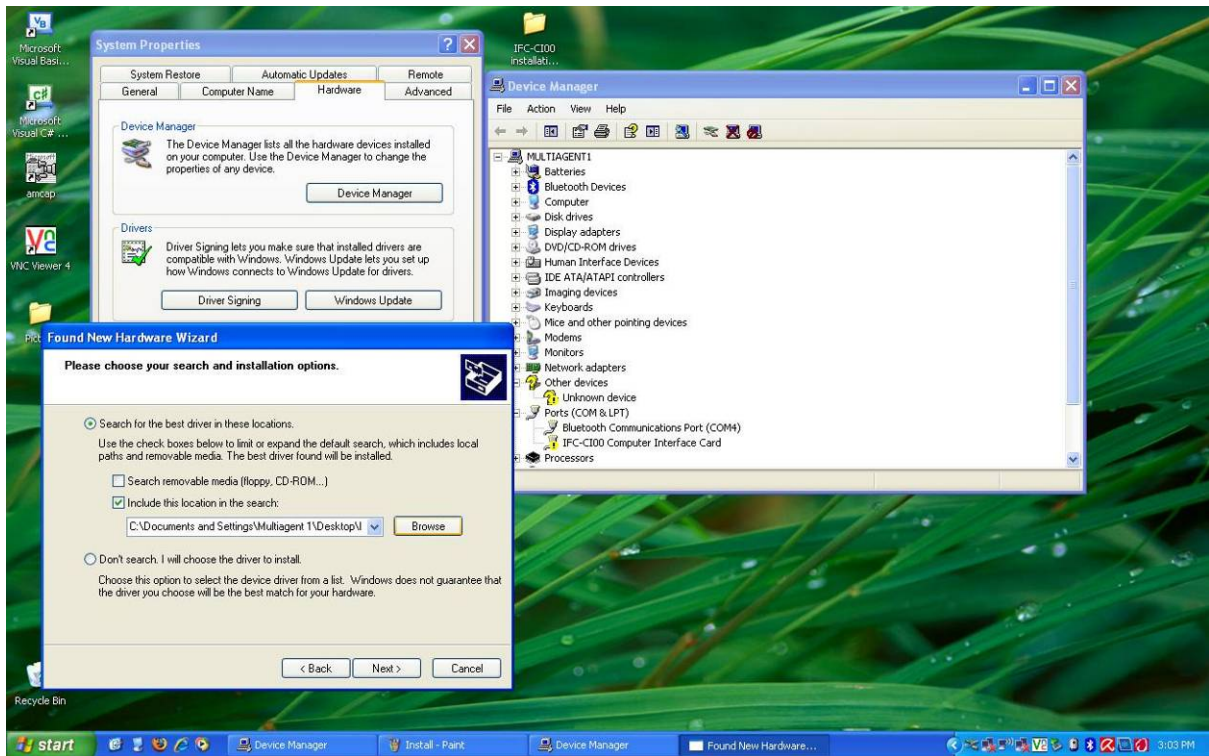 Microsoft
Visual Basi...
Microsoft
Visual C# ...
amcap
VNC Viewer 4
Recycle Bin
IFC-CI00
installati...
System Properties
System Restore
Automatic Updates
Remote
General
Computer Name
Hardware
Advanced
Device Manager
The Device Manager lists all the hardware devices installed
on your computer. Use the Device Manager to change the
properties of any device.
Device Manager
Drivers
Driver Signing lets you make sure that installed drivers are
compatible with Windows. Windows Update lets you set up
how Windows connects to Windows Update for drivers.
Driver Signing
Windows Update
Device Manager
File Action View Help
MULTIAGENT1
Batteries
Bluetooth Devices
Computer
Disk drives
Display adapters
DVD/CD-ROM drives
Human Interface Devices
IDE ATA/ATAPI controllers
Imaging devices
Keyboards
Mice and other pointing devices
Modems
Monitors
Network adapters
Other devices
Unknown device
Ports (COM & LPT)
Bluetooth Communications Port (COM4)
IFC-CI00 Computer Interface Card
Processors
Found New Hardware Wizard
Please choose your search and installation options.
Search for the best driver in these locations.
Use the check boxes below to limit or expand the default search, which includes local
paths and removable media. The best driver found will be installed.
Search removable media (floppy, CD-ROM...)
Include this location in the search:
C:\Documents and Settings\Multiagent 1\Desktop\I
Browse
Don't search. I will choose the driver to install.
Choose this option to select the device driver from a list. Windows does not guarantee that
the driver you choose will be the best match for your hardware.
< Back
Next >
Cancel
start
Device Manager
Install - Paint
Device Manager
Found New Hardware...
3:03 PM